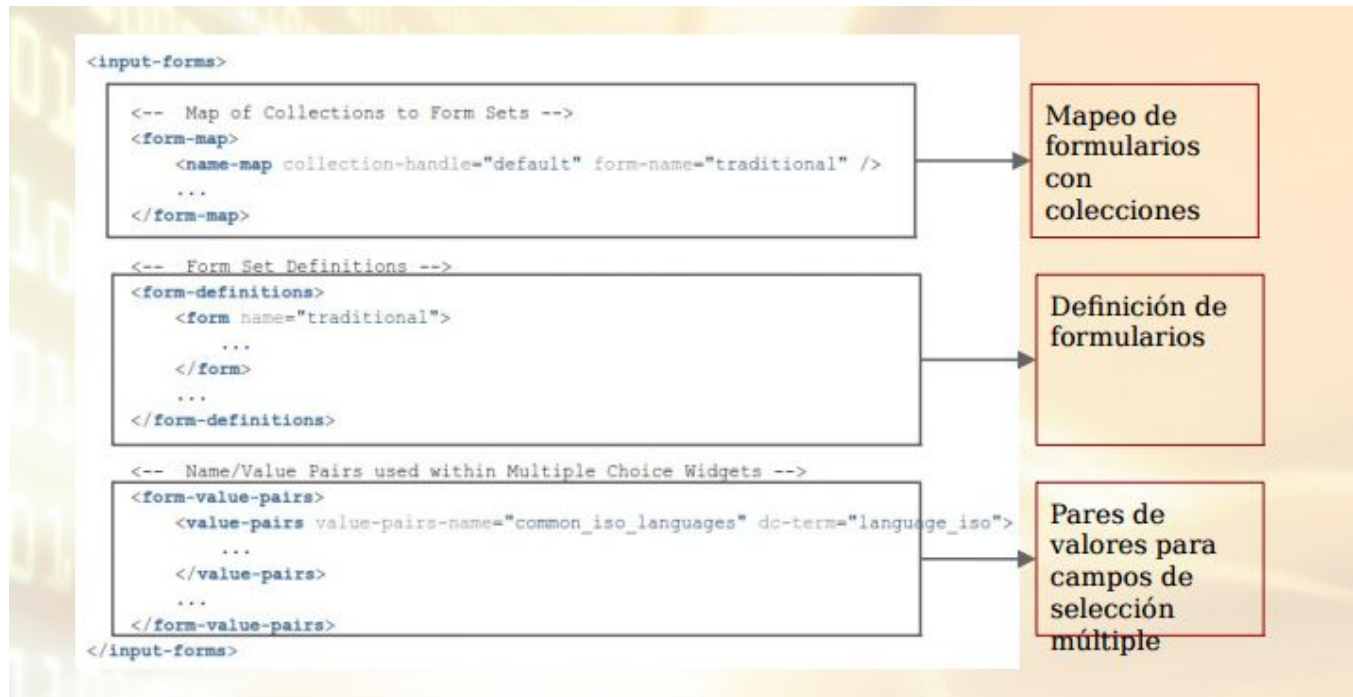 <input-forms>
<-- Map of Collections to Form Sets -->
<form-map>
<name-map collection-handle="default" form-name="traditional" />
...
</form-map>
Mapeo de
formularios
con
colecciones
<-- Form Set Definitions -->
<form-definitions>
<form name="traditional">
...
</form>
...
</form-definitions>
Definición de
formularios
<-- Name/Value Pairs used within Multiple Choice Widgets -->
<form-value-pairs>
<value-pairs value-pairs-name="common_iso_languages" dc-term="language_iso">
...
</value-pairs>
...
</form-value-pairs>
Pares de
valores para
campos de
selección
múltiple
</input-forms>